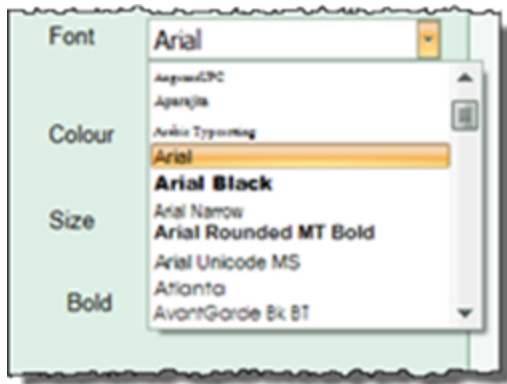 Font
Arial
AngsanaUPC
Aparajita
Colour
Arabic Typesetting
Arial
Arial Black
Size
Arial Narrow
Arial Rounded MT Bold
Arial Unicode MS
Atlanta
Bold
AvantGarde Bk BT